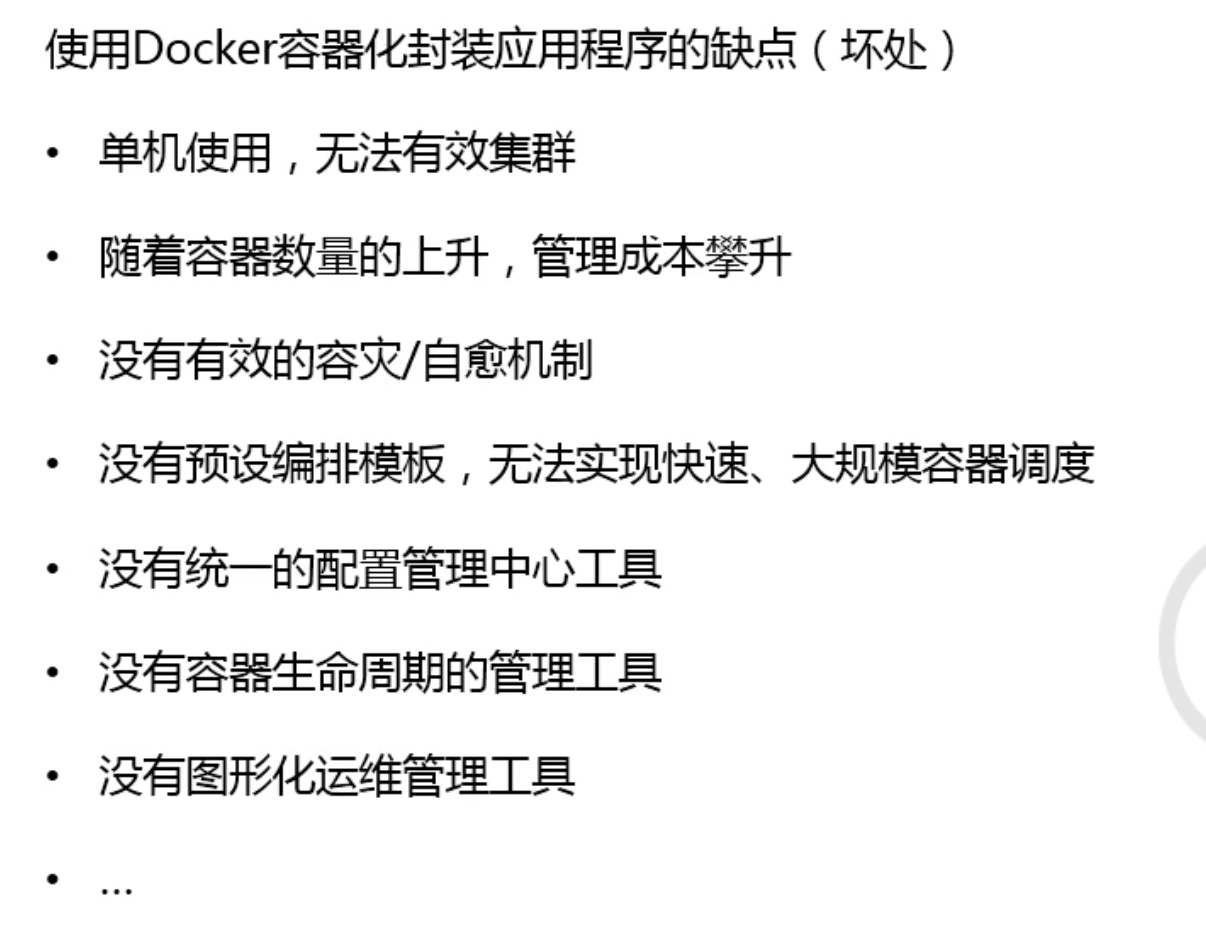 使用Docker容器化封装应用程序的缺点（坏处）
• 单机使用，无法有效集群
• 随着容器数量的上升，管理成本攀升
• 没有有效的容灾/自愈机制
• 没有预设编排模板，无法实现快速、大规模容器调度
• 没有统一的配置管理中心工具
• 没有容器生命周期的管理工具
• 没有图形化运维管理工具
• ...